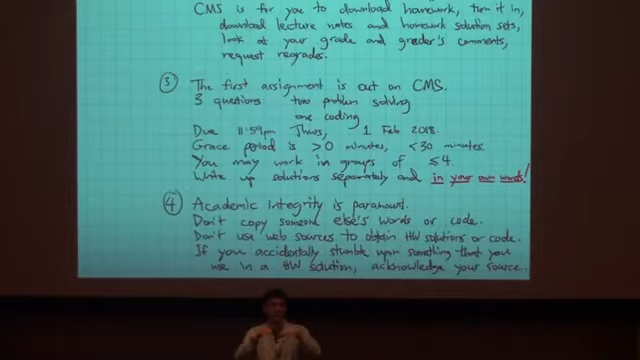 CMS is for you to download homework, turn it in,
download lecture notes and homework solution sets,
look at your grade and grader's comments,
request regrades.
③ The first assignment is out on CMS.
3 questions: two problem solving
one coding
Due 11:59pm Thurs, 1 Feb 2018.
Grace period is >0 minutes, <30 minutes.
You may work in groups of ≤4.
Write up solutions separately and in your own words!
④ Academic Integrity is paramount.
Don't copy someone else's words or code.
Don't use web sources to obtain HW solutions or code.
If you accidentally stumble upon something that you
use in a HW solution, acknowledge your source.